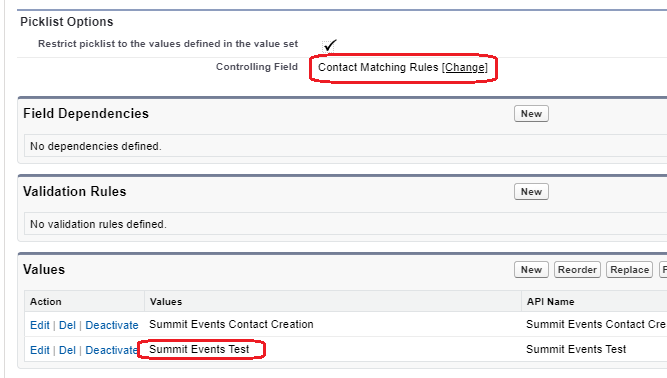 Picklist Options
Restrict picklist to the values defined in the value set
Controlling Field Contact Matching Rules [Change]
Field Dependencies New
No dependencies defined.
Validation Rules New
No validation rules defined.
Values New Reorder Replace
Action Values API Name
Edit | Del | Deactivate Summit Events Contact Creation Summit Events Contact Cre
Edit | Del | Deactivate Summit Events Test Summit Events Test